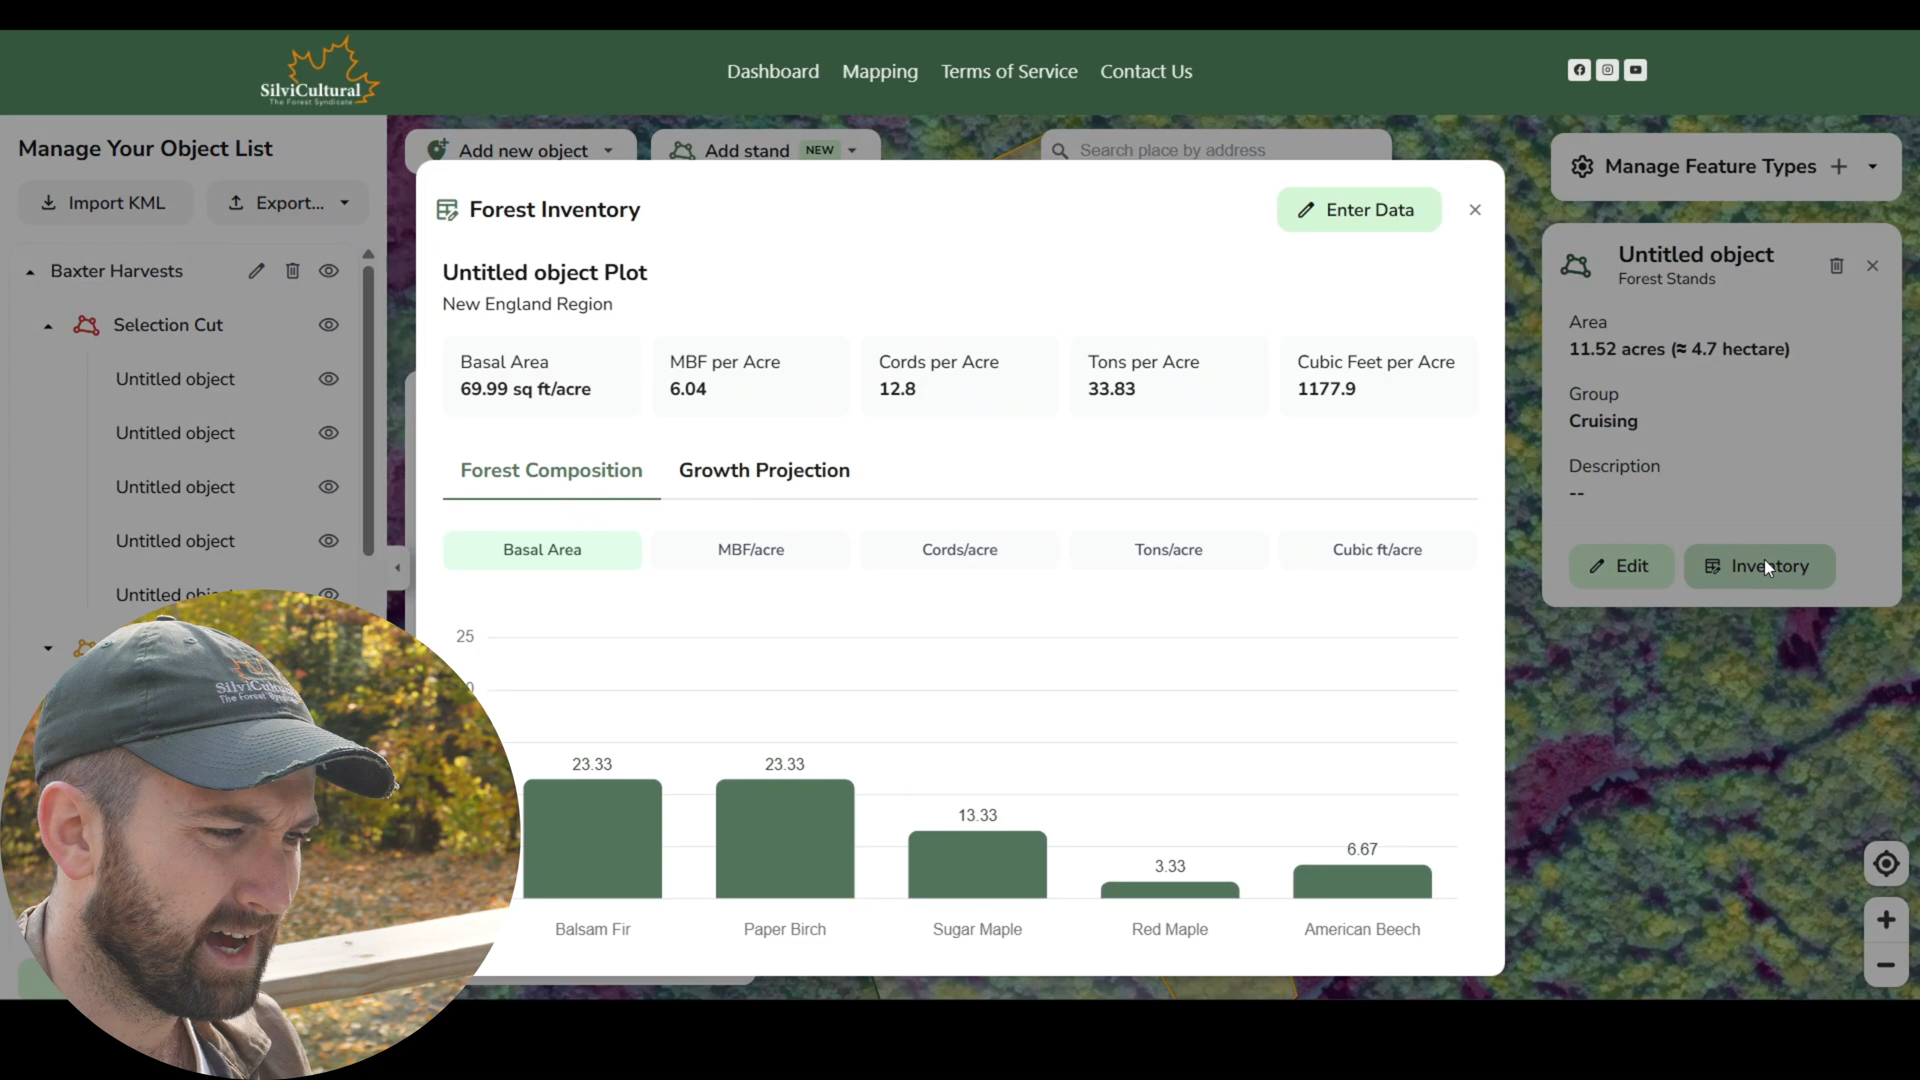 SilviCultural
The Forest Syndicate
Dashboard
Mapping
Terms of Service
Contact Us
Manage Your Object List
Import KML
Export...
Baxter Harvests
Selection Cut
Untitled object
Untitled object
Untitled object
Untitled object
Untitled
Add new object
Add stand NEW
Search place by address
Manage Feature Types
Forest Inventory
Enter Data
Untitled object Plot
New England Region
Basal Area
69.99 sq ft/acre
MBF per Acre
6.04
Cords per Acre
12.8
Tons per Acre
33.83
Cubic Feet per Acre
1177.9
Forest Composition
Growth Projection
Basal Area
MBF/acre
Cords/acre
Tons/acre
Cubic ft/acre
25
23.33
23.33
13.33
3.33
6.67
Balsam Fir
Paper Birch
Sugar Maple
Red Maple
American Beech
Untitled object
Forest Stands
Area
11.52 acres (≈ 4.7 hectare)
Group
Cruising
Description
--
Edit
Inventory